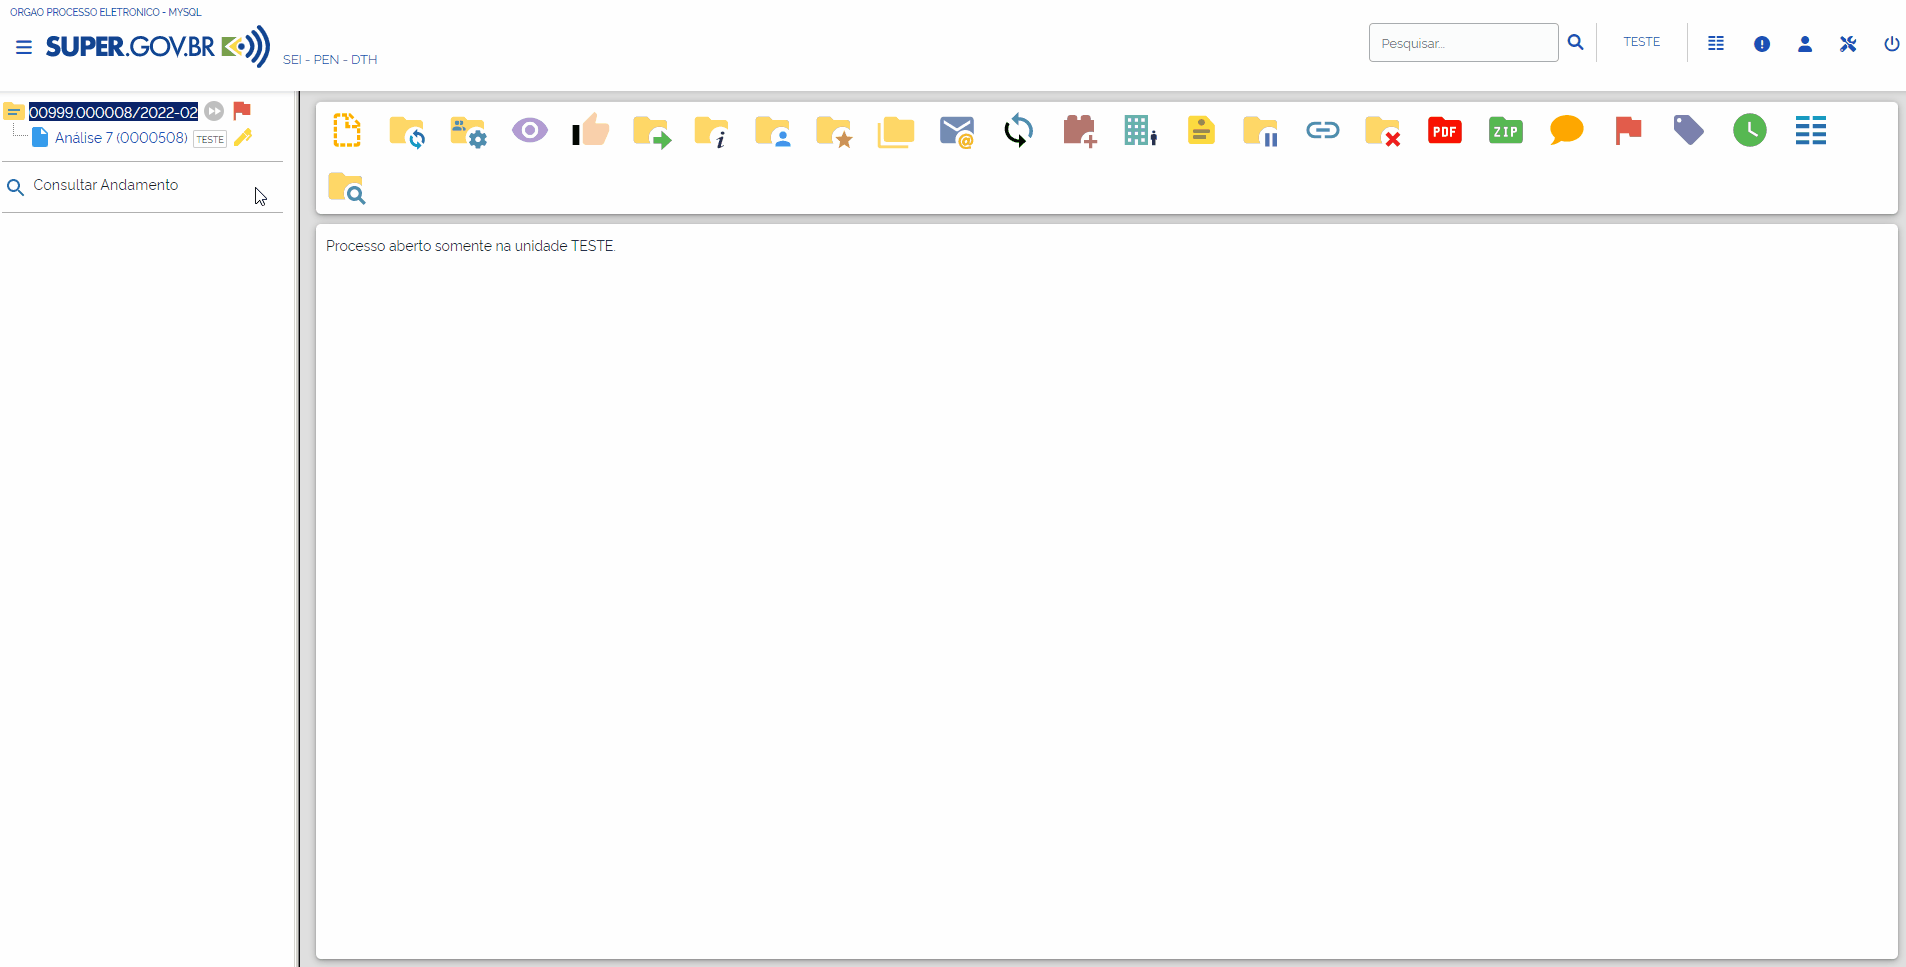 ORGAO PROCESSO ELETRONICO - MYSQL
SUPER.GOV.BR
SEI - PEN - DTH
Pesquisar...
TESTE
00999.000008/2022-02
Análise 7 (0000508) TESTE
Consultar Andamento
PDF
ZIP
Processo aberto somente na unidade TESTE.